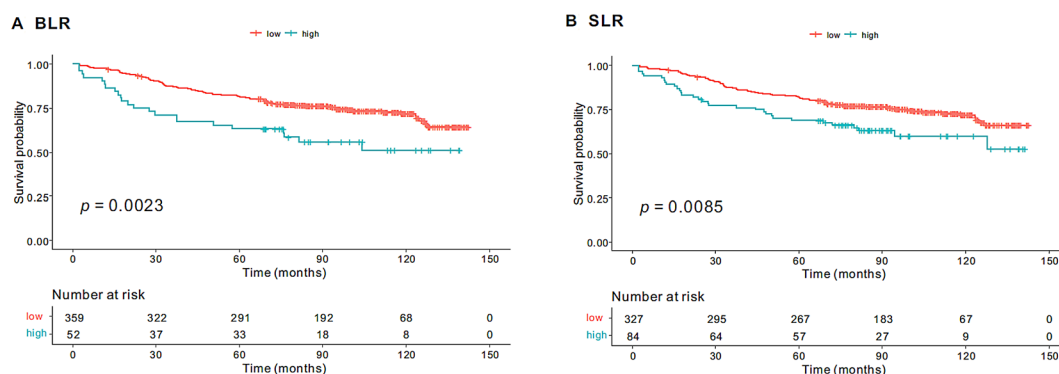 A BLR
low high
1.00
0.75
0.50
0.25
0.00
Survival probability
p = 0.0023
0 30 60 90 120 150
Time (months)
Number at risk
low 359 322 291 192 68 0
high 52 37 33 18 8 0
0 30 60 90 120 150
Time (months)
B SLR
low high
1.00
0.75
0.50
0.25
0.00
Survival probability
p = 0.0085
0 30 60 90 120 150
Time (months)
Number at risk
low 327 295 267 183 67 0
high 84 64 57 27 9 0
0 30 60 90 120 150
Time (months)